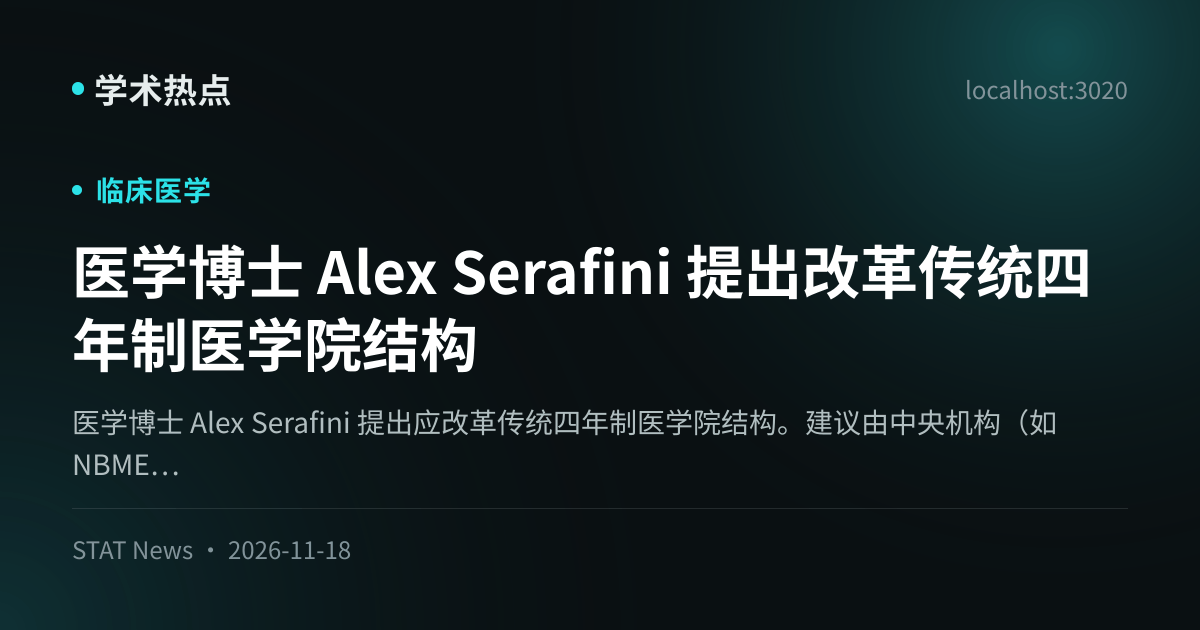 学术热点
localhost:3020
临床医学
医学博士 Alex Serafini 提出改革传统四
年制医学院结构
医学博士 Alex Serafini 提出应改革传统四年制医学院结构。建议由中央机构（如
NBME…
STAT News · 2026-11-18